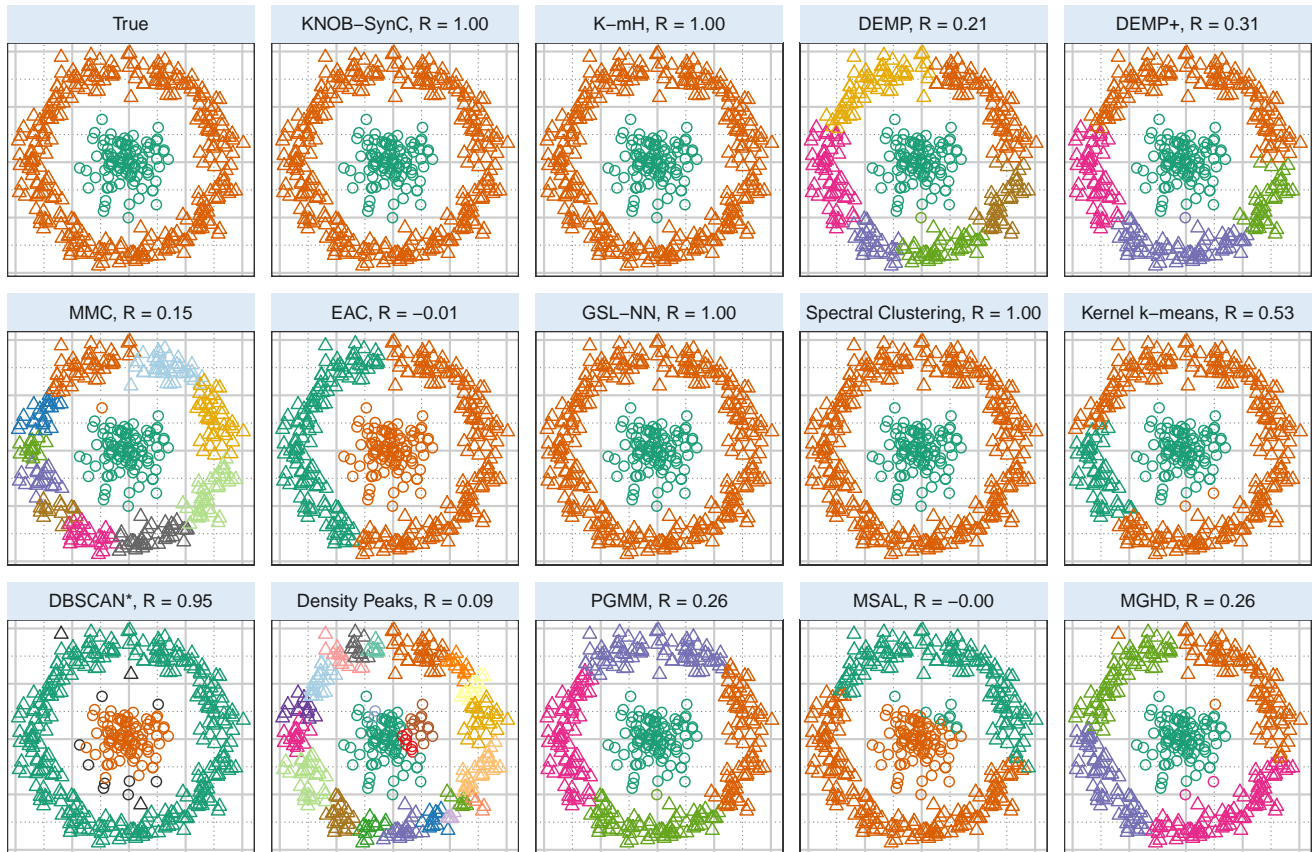 True
KNOB−SynC, R = 1.00
K−mH, R = 1.00
DEMP, R = 0.21
DEMP+, R = 0.31
MMC, R = 0.15
EAC, R = −0.01
GSL−NN, R = 1.00
Spectral Clustering, R = 1.00
Kernel k−means, R = 0.53
DBSCAN*, R = 0.95
Density Peaks, R = 0.09
PGMM, R = 0.26
MSAL, R = −0.00
MGHD, R = 0.26